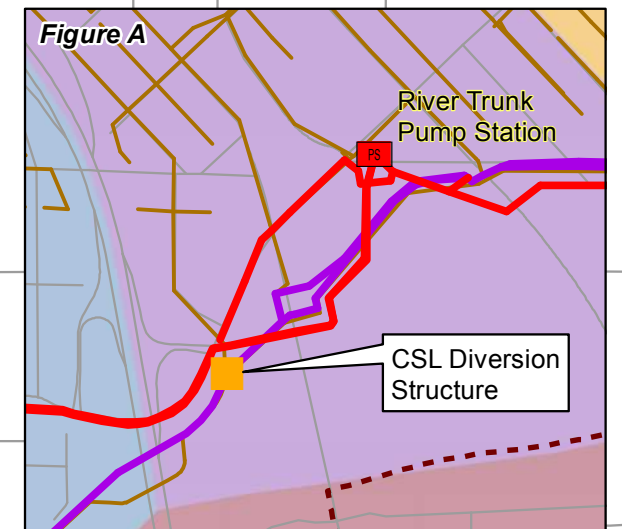 Figure A
River Trunk
Pump Station
PS
CSL Diversion
Structure